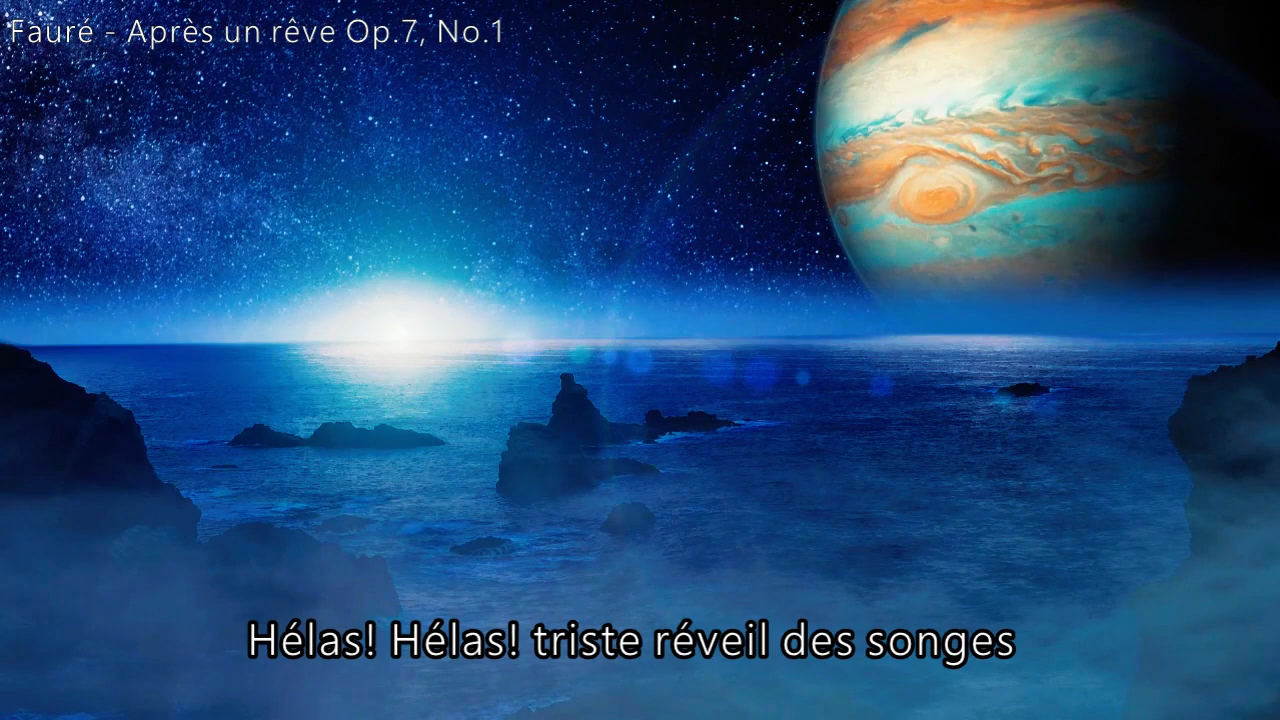 Fauré - Après un rêve Op.7, No.1
Hélas! Hélas! triste réveil des songes